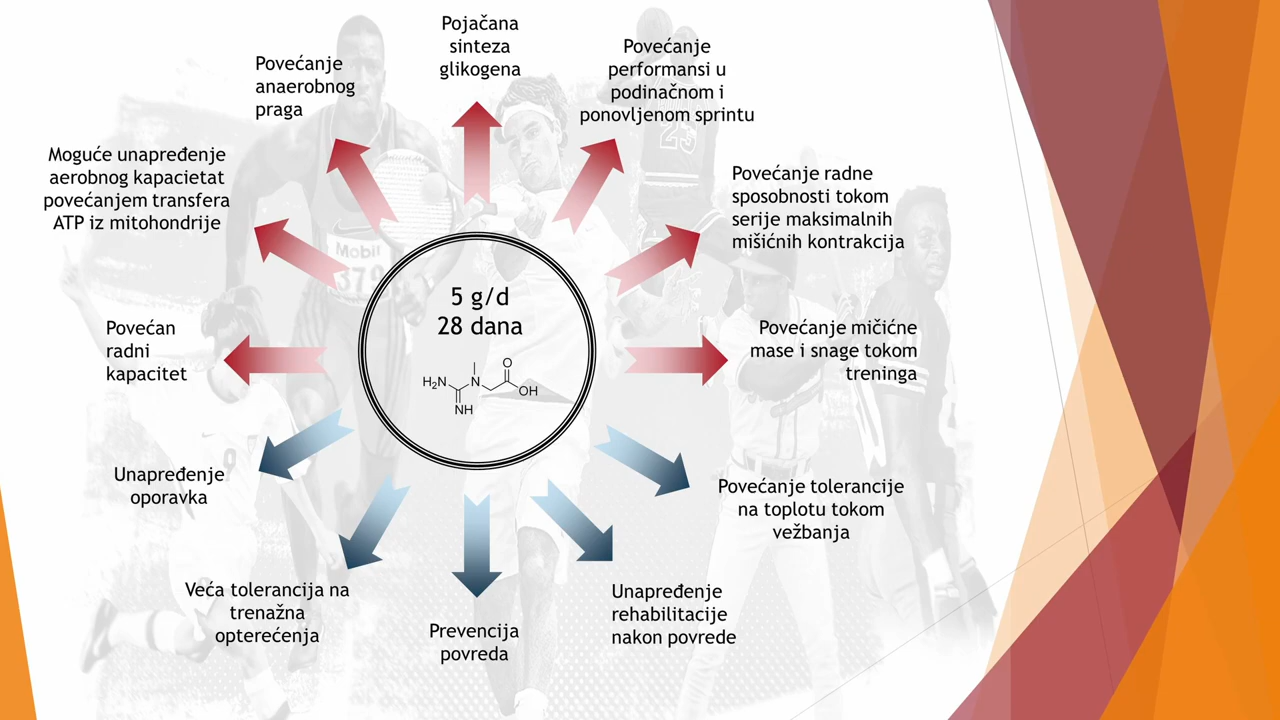 Pojačana
sinteza
glikogena
Povećanje
anaerobnog
praga
Povećanje
performansi u
podinačnom i
ponovljenom sprintu
Moguće unapređenje
aerobnog kapacietat
povećanjem transfera
ATP iz mitohondrije
Povećanje radne
sposobnosti tokom
serije maksimalnih
mišićnih kontrakcija
Mobil
379
23
5 g/d
28 dana
H₂N
N
O
OH
NH
Povećan
radni
kapacitet
Povećanje mičićne
mase i snage tokom
treninga
Unapređenje
oporavka
Povećanje tolerancije
na toplotu tokom
vežbanja
Veća tolerancija na
trenažna
opterećenja
Prevencija
povreda
Unapređenje
rehabilitacije
nakon povrede